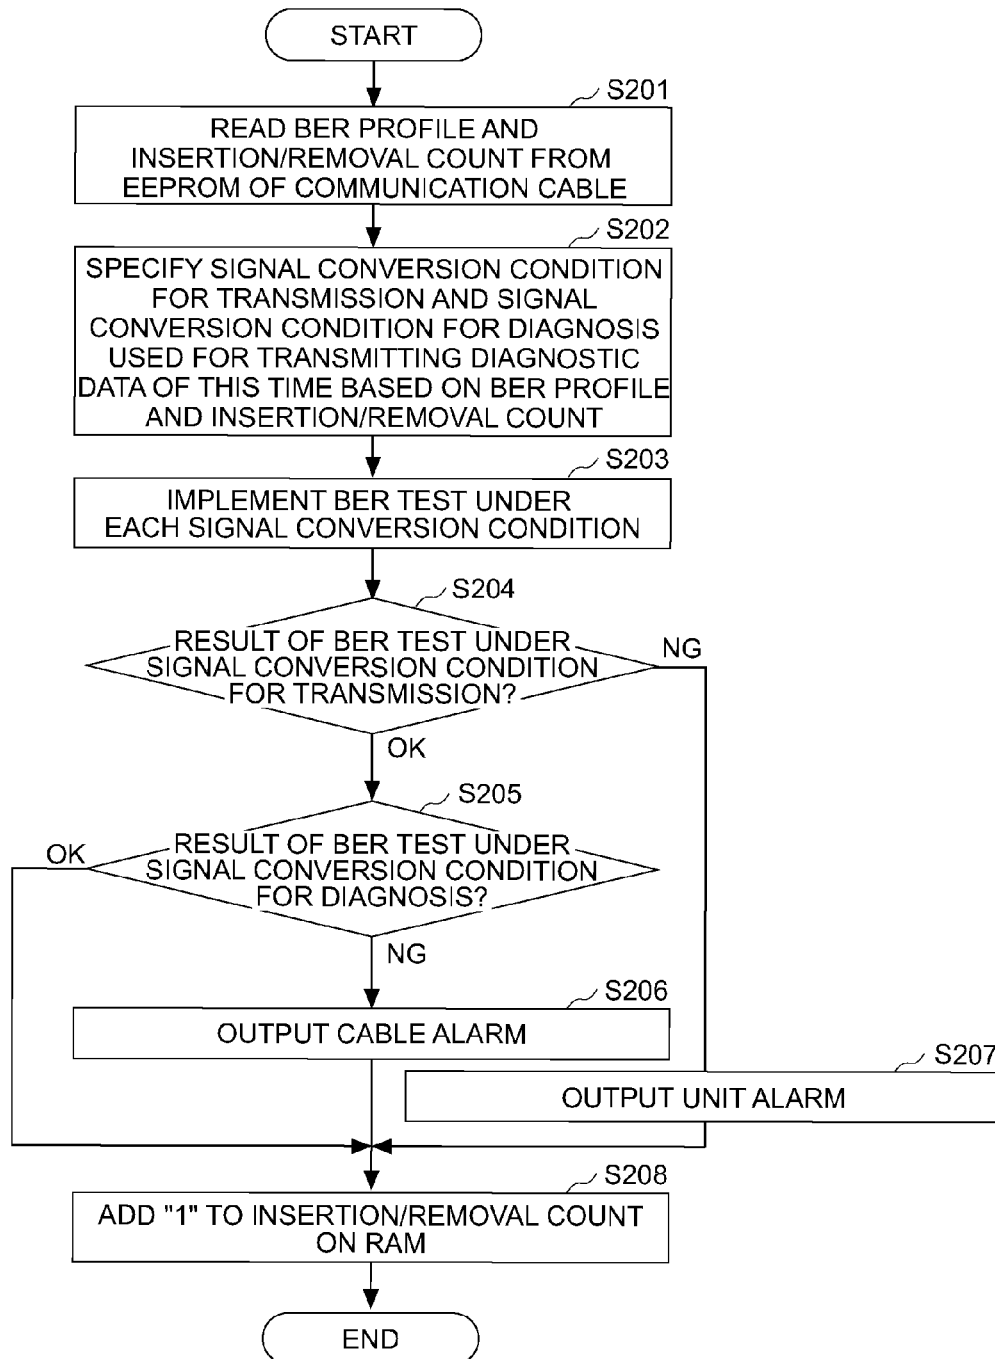 START
S201
READ BER PROFILE AND
INSERTION/REMOVAL COUNT FROM
EEPROM OF COMMUNICATION CABLE
S202
SPECIFY SIGNAL CONVERSION CONDITION
FOR TRANSMISSION AND SIGNAL
CONVERSION CONDITION FOR DIAGNOSIS
USED FOR TRANSMITTING DIAGNOSTIC
DATA OF THIS TIME BASED ON BER PROFILE
AND INSERTION/REMOVAL COUNT
S203
IMPLEMENT BER TEST UNDER
EACH SIGNAL CONVERSION CONDITION
S204
RESULT OF BER TEST UNDER
SIGNAL CONVERSION CONDITION
FOR TRANSMISSION?
NG
OK
S205
RESULT OF BER TEST UNDER
SIGNAL CONVERSION CONDITION
FOR DIAGNOSIS?
OK
NG
S206
OUTPUT CABLE ALARM
S207
OUTPUT UNIT ALARM
S208
ADD "1" TO INSERTION/REMOVAL COUNT
ON RAM
END